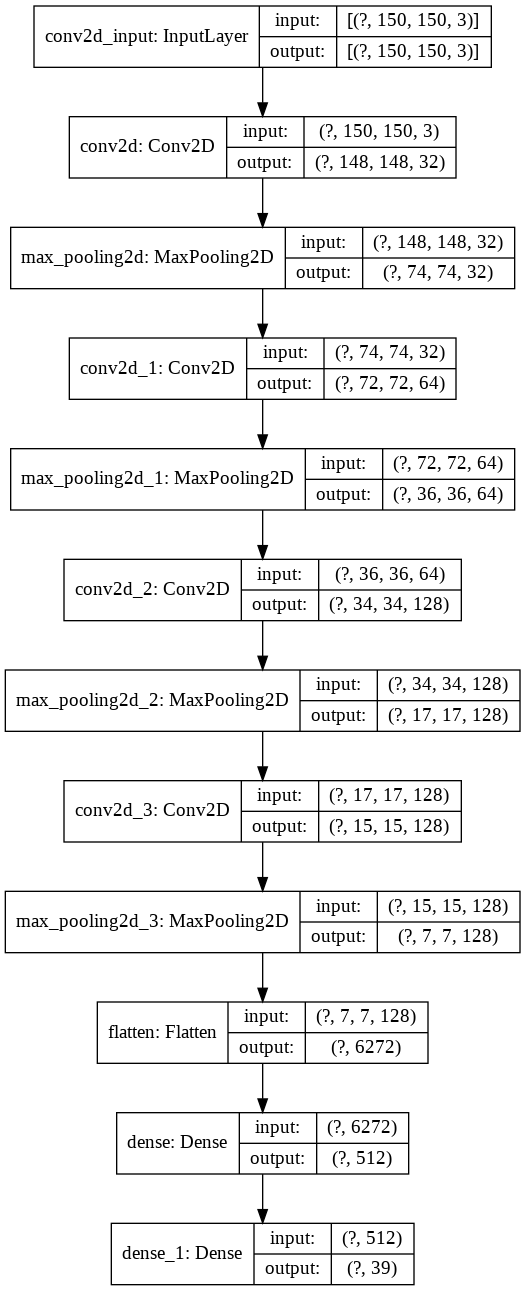 conv2d_input: InputLayer
input:
[(?, 150, 150, 3)]
output:
[(?, 150, 150, 3)]
conv2d: Conv2D
input:
(?, 150, 150, 3)
output:
(?, 148, 148, 32)
max_pooling2d: MaxPooling2D
input:
(?, 148, 148, 32)
output:
(?, 74, 74, 32)
conv2d_1: Conv2D
input:
(?, 74, 74, 32)
output:
(?, 72, 72, 64)
max_pooling2d_1: MaxPooling2D
input:
(?, 72, 72, 64)
output:
(?, 36, 36, 64)
conv2d_2: Conv2D
input:
(?, 36, 36, 64)
output:
(?, 34, 34, 128)
max_pooling2d_2: MaxPooling2D
input:
(?, 34, 34, 128)
output:
(?, 17, 17, 128)
conv2d_3: Conv2D
input:
(?, 17, 17, 128)
output:
(?, 15, 15, 128)
max_pooling2d_3: MaxPooling2D
input:
(?, 15, 15, 128)
output:
(?, 7, 7, 128)
flatten: Flatten
input:
(?, 7, 7, 128)
output:
(?, 6272)
dense: Dense
input:
(?, 6272)
output:
(?, 512)
dense_1: Dense
input:
(?, 512)
output:
(?, 39)